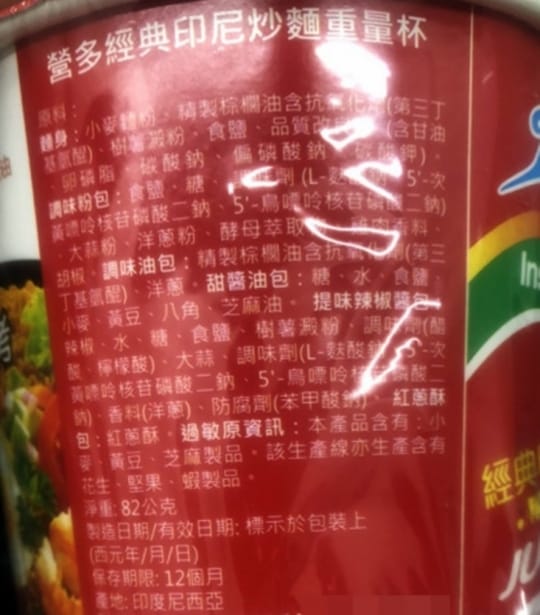 營多經典印尼炒麵重量杯
原料:
麵身:小麥麵粉、精製棕櫚油含抗氧化 (第三丁
基氫醌)、樹薯澱粉、食鹽、品質改 (含甘油
、卵磷脂、碳酸鈉、偏磷酸鈉、碳酸鉀)
調味粉包:食鹽、糖、 劑 (L-麩 5'-次
黃嘌呤核苷磷酸二鈉、5'-鳥嘌呤核苷磷酸二鈉)
、大蒜粉、洋蔥粉、酵母萃取 香料、
胡椒。調味油包:精製棕櫚油含抗氧化劑(第三
丁基氫醌)、洋蔥。甜醬油包:糖、水、食鹽、
小麥、黃豆、八角、芝麻油。提味辣椒醬包:
辣椒、水、糖、食鹽、樹薯澱粉、調味劑(醋
酸、檸檬酸)、大蒜、調味劑(L-麩酸 5'-次
黃嘌呤核苷磷酸二鈉、5'-鳥嘌呤核苷磷酸二
鈉)、香料(洋蔥)、防腐劑(苯甲酸鈉)。紅蔥酥
包:紅蔥酥。過敏原資訊:本產品含有:小
麥、黃豆、芝麻製品。該生產線亦生產含有
花生、堅果、蝦製品。
淨重: 82公克
製造日期/有效日期: 標示於包裝上
(西元年/月/日)
保存期限: 12個月
產地: 印度尼西亞
Ins
經典
JU